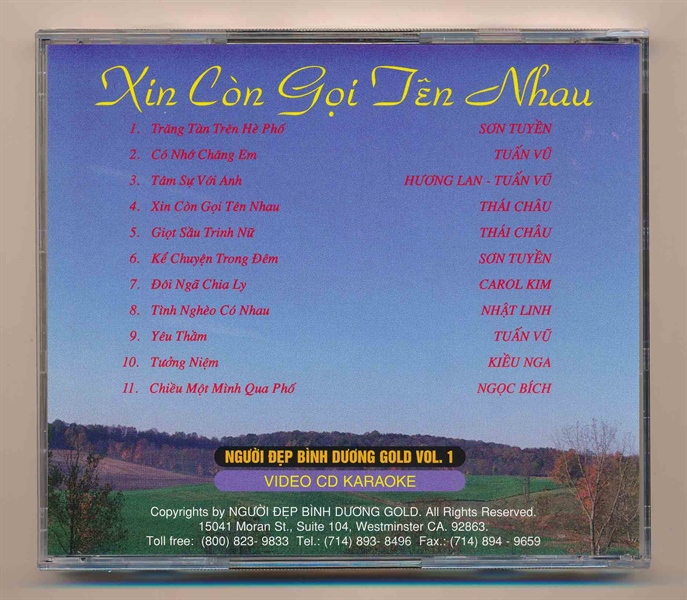 Xin Còn Gọi Tên Nhau
1. Trăng Tàn Trên Hè Phố SƠN TUYỀN
2. Có Nhớ Chăng Em TUẤN VŨ
3. Tâm Sự Với Anh HƯƠNG LAN - TUẤN VŨ
4. Xin Còn Gọi Tên Nhau THÁI CHÂU
5. Giọt Sầu Trinh Nữ THÁI CHÂU
6. Kể Chuyện Trong Đêm SƠN TUYỀN
7. Đôi Ngã Chia Ly CAROL KIM
8. Tình Nghèo Có Nhau NHẬT LINH
9. Yêu Thầm TUẤN VŨ
10. Tưởng Niệm KIỀU NGA
11. Chiều Một Mình Qua Phố NGỌC BÍCH
NGƯỜI ĐẸP BÌNH DƯƠNG GOLD VOL. 1
VIDEO CD KARAOKE
Copyrights by NGƯỜI ĐẸP BÌNH DƯƠNG GOLD. All Rights Reserved.
15041 Moran St., Suite 104, Westminster CA. 92863.
Toll free: (800) 823- 9833 Tel.: (714) 893- 8496 Fax.: (714) 894 - 9659